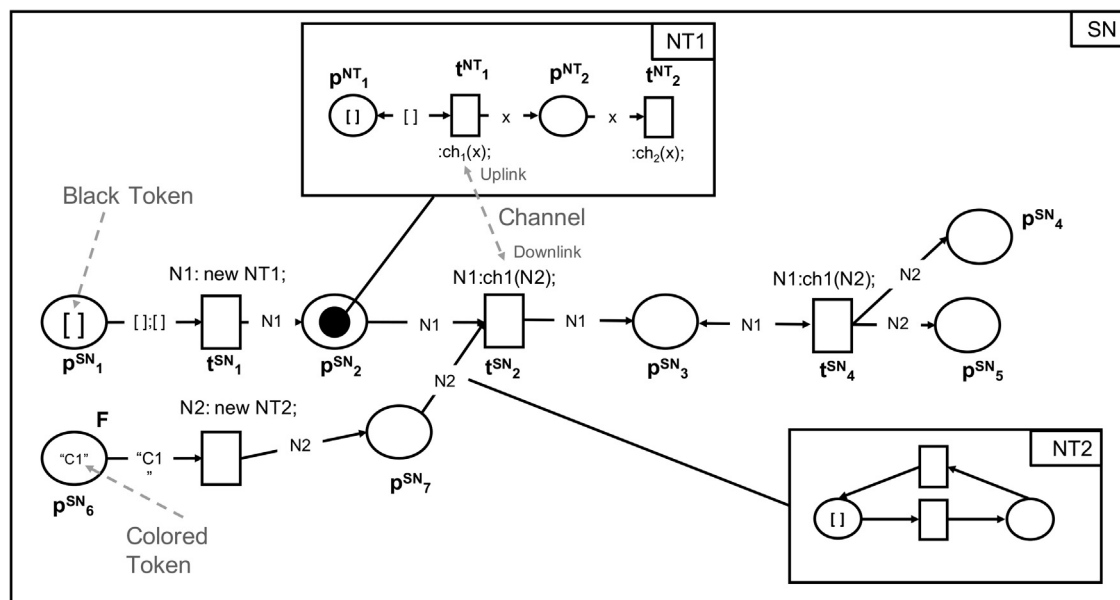 SN
NT1
p^NT_1
t^NT_1
p^NT_2
t^NT_2
[ ]
[ ]
x
x
:ch₁(x);
:ch₂(x);
Uplink
Channel
Downlink
Black Token
N1: new NT1;
N1:ch1(N2);
N1:ch1(N2);
[ ]
[ ];[ ]
N1
N1
N1
N1
N2
N2
p^SN_1
t^SN_1
p^SN_2
t^SN_2
p^SN_3
t^SN_4
p^SN_4
p^SN_5
F
N2: new NT2;
N2
"C1"
"C1
"
N2
p^SN_6
p^SN_7
Colored
Token
NT2
[ ]